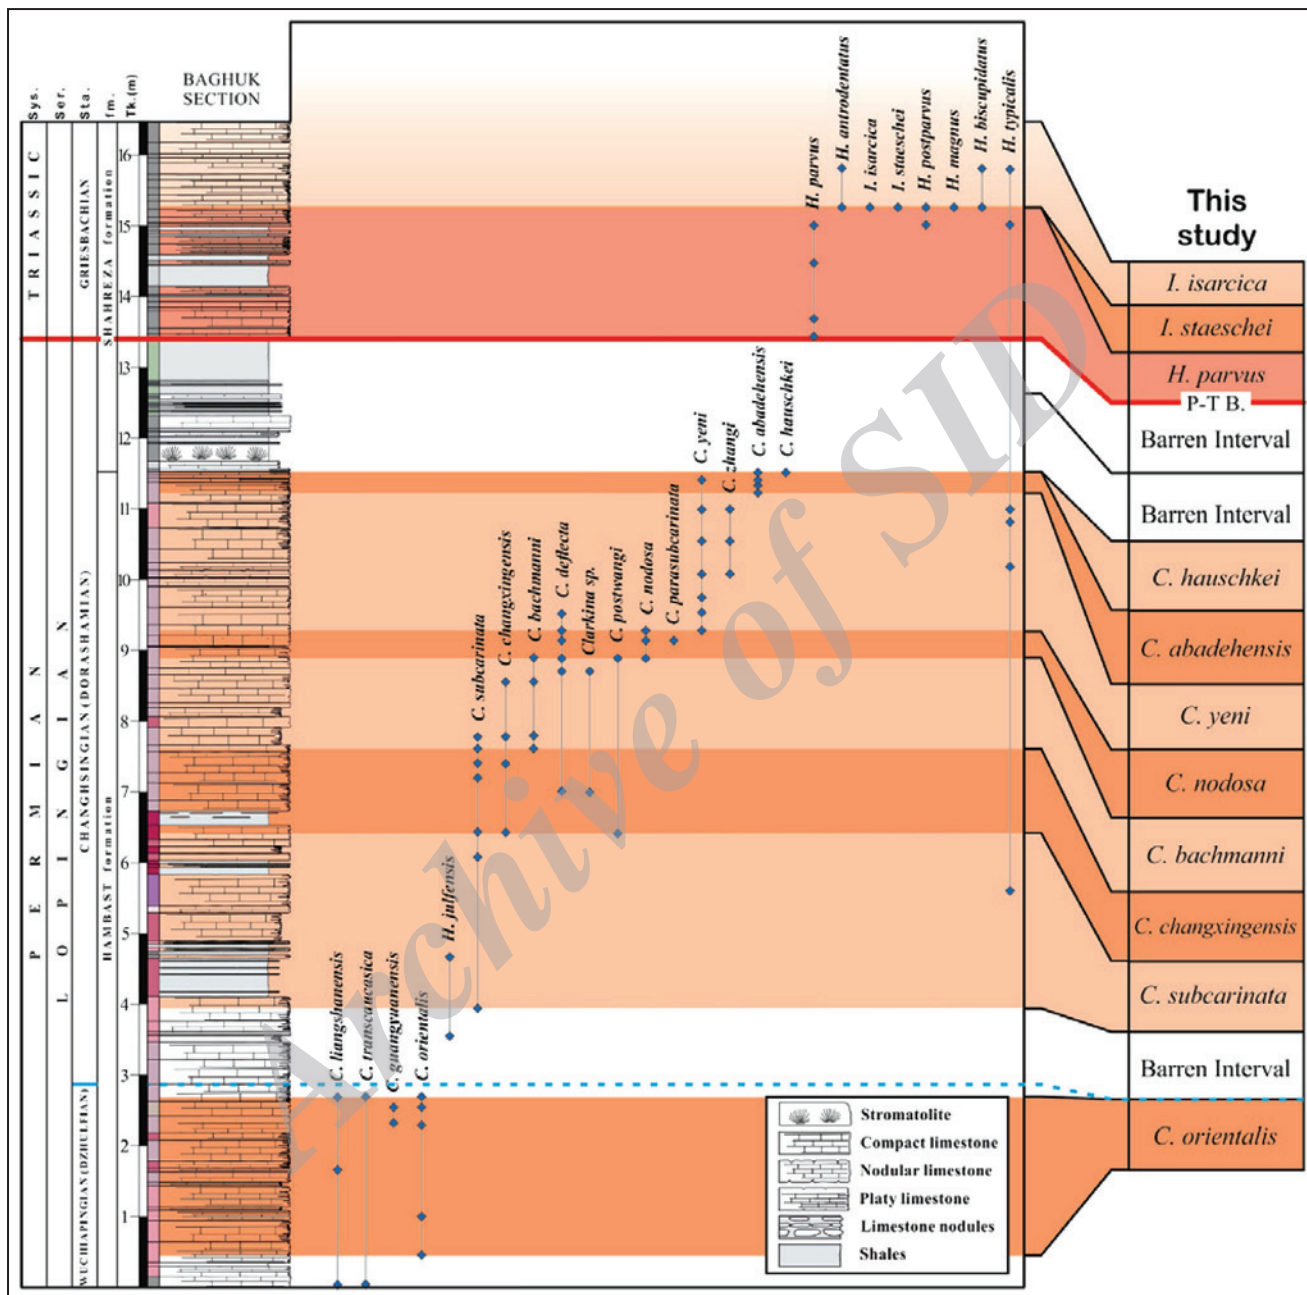 Sys.
Ser.
Sta.
fm.
Tk.(m)
BAGHUK
SECTION
TRIASSIC
PERMIAN
LOPINGIAN
GRIESBACHIAN
CHANGHSINGIAN(DORASHAMIAN)
WUCHIAPINGIAN(DZHULFIAN)
SHAHREZA formation
HAMBAST formation
16
15
14
13
12
11
10
9
8
7
6
5
4
3
2
1
C. liangshanensis
C. transcaucasica
C. guangyuanensis
C. orientalis
H. julfensis
C. subcarinata
C. changxingensis
C. bachmanni
C. deflecta
Clarkina sp.
C. postwangi
C. nodosa
C. parasubcarinata
C. yeni
C. zhangi
C. abadehensis
C. hauschkei
H. parvus
H. antrodentatus
I. isarcica
I. staeschei
H. postparvus
H. magnus
H. biscupidatus
H. typicalis
This
study
I. isarcica
I. staeschei
H. parvus
P-T B.
Barren Interval
Barren Interval
C. hauschkei
C. abadehensis
C. yeni
C. nodosa
C. bachmanni
C. changxingensis
C. subcarinata
Barren Interval
C. orientalis
Stromatolite
Compact limestone
Nodular limestone
Platy limestone
Limestone nodules
Shales
Archive of SID